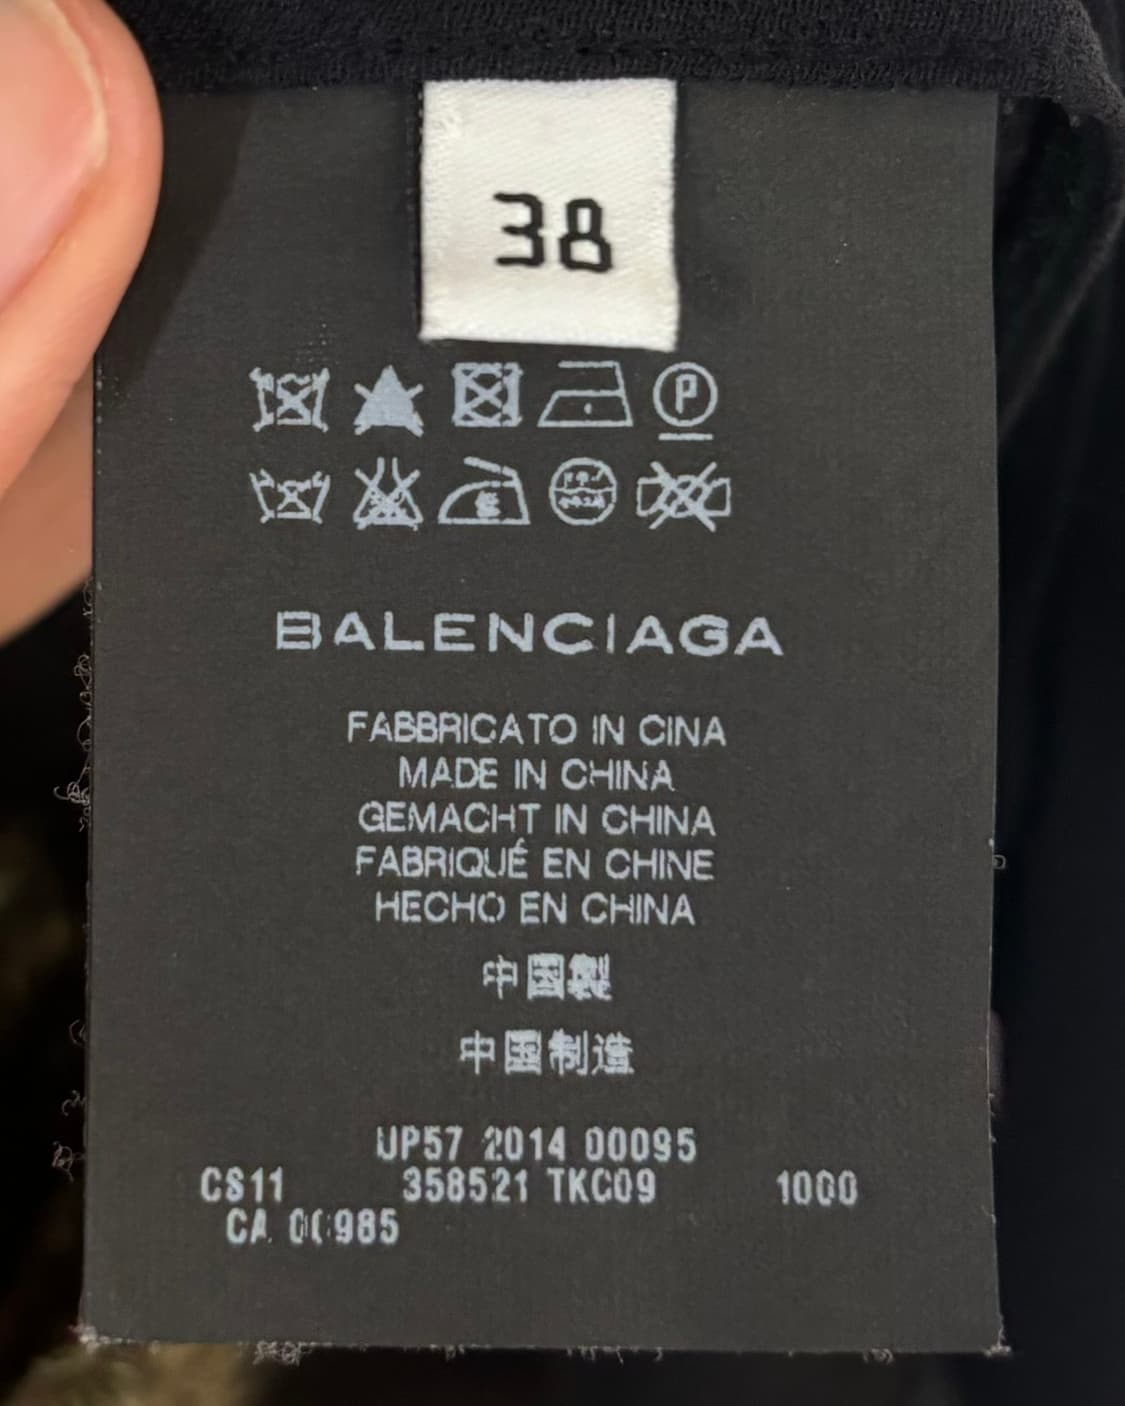 38
P
BALENCIAGA
FABBRICATO IN CINA
MADE IN CHINA
GEMACHT IN CHINA
FABRIQUÉ EN CHINE
HECHO EN CHINA
中国製
中国制造
UP57 2014 00095
CS11 358521 TKC09 1000
CA